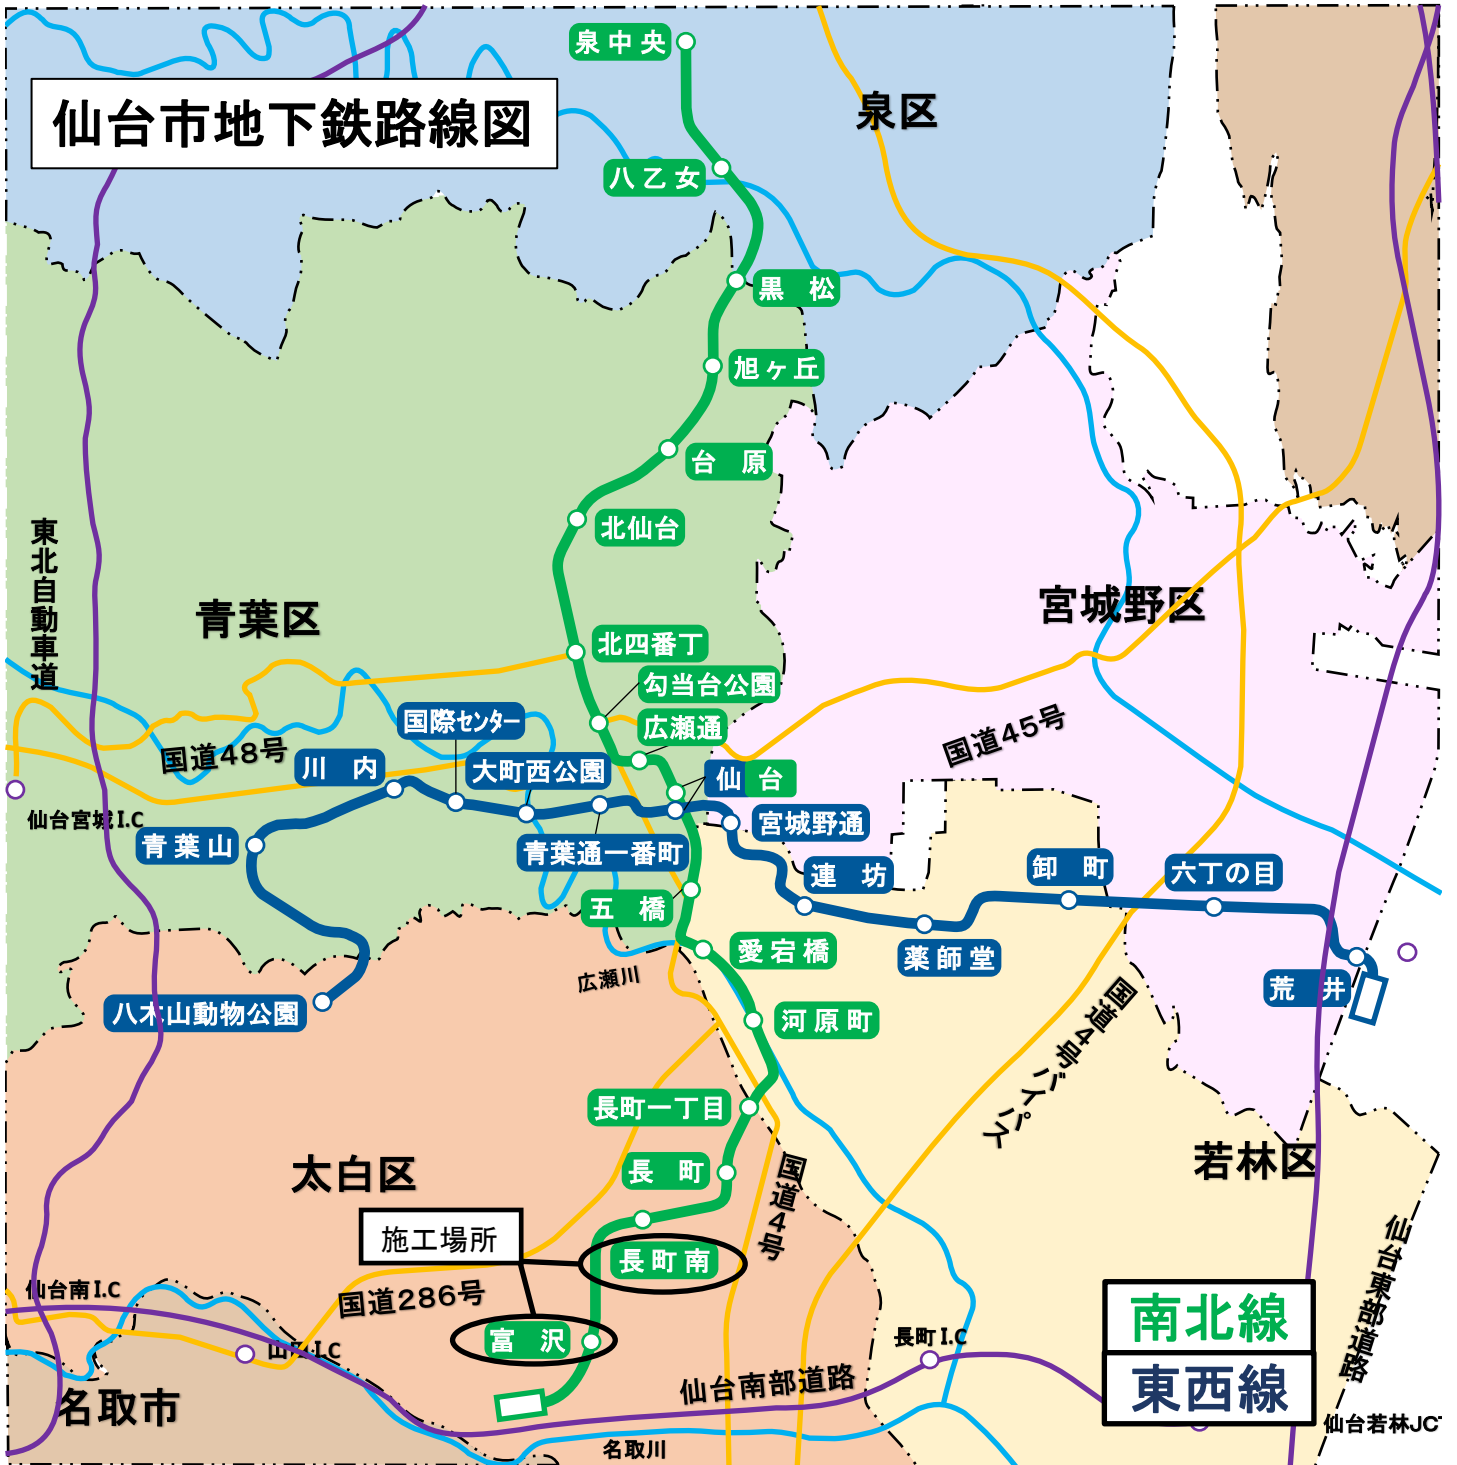 仙台市地下鉄路線図
泉中央
泉区
八乙女
黒松
旭ヶ丘
台原
北仙台
東北自動車道
青葉区
宮城野区
北四番丁
勾当台公園
広瀬通
国際センター
国道48号
国道45号
川内
大町西公園
仙台
仙台宮城I.C
青葉山
宮城野通
青葉通一番町
連坊
卸町
六丁の目
五橋
愛宕橋
薬師堂
荒井
広瀬川
八木山動物公園
河原町
国道4号バイパス
長町一丁目
若林区
太白区
長町
国道4号
施工場所
長町南
仙台東部道路
仙台南I.C
国道286号
富沢
南北線
長町I.C
山田I.C
東西線
仙台南部道路
名取市
仙台若林JCT
名取川